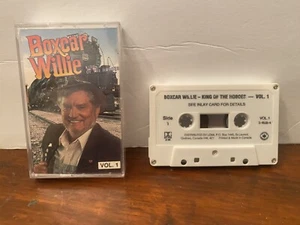 Boxcar
Willie
VOL. 1
BOXCAR WILLIE - KING OF THE HOBOS - VOL. 1
SEE INLAY CARD FOR DETAILS
Side
1
VOL. 1